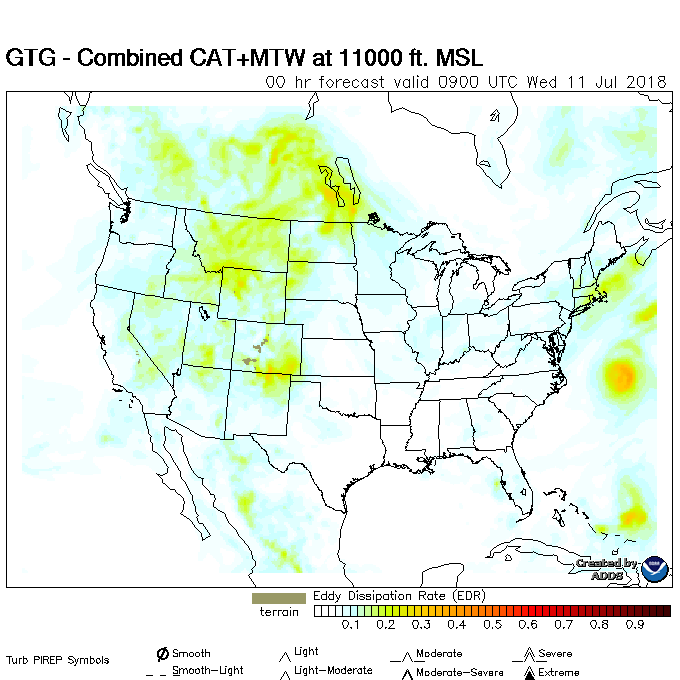 GTG - Combined CAT+MTW at 11000 ft. MSL
00 hr forecast valid 0900 UTC Wed 11 Jul 2018
Created by
ADDS
Eddy Dissipation Rate (EDR)
terrain
0.1 0.2 0.3 0.4 0.5 0.6 0.7 0.8 0.9
Turb PIREP Symbols
Smooth Light Moderate Severe
Smooth-Light Light-Moderate Moderate-Severe Extreme